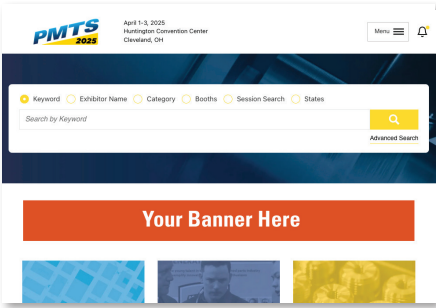 PMTS
2025
April 1-3, 2025
Huntington Convention Center
Cleveland, OH
Menu
Keyword Exhibitor Name Category Booths Session Search States
Search by Keyword
Advanced Search
Your Banner Here